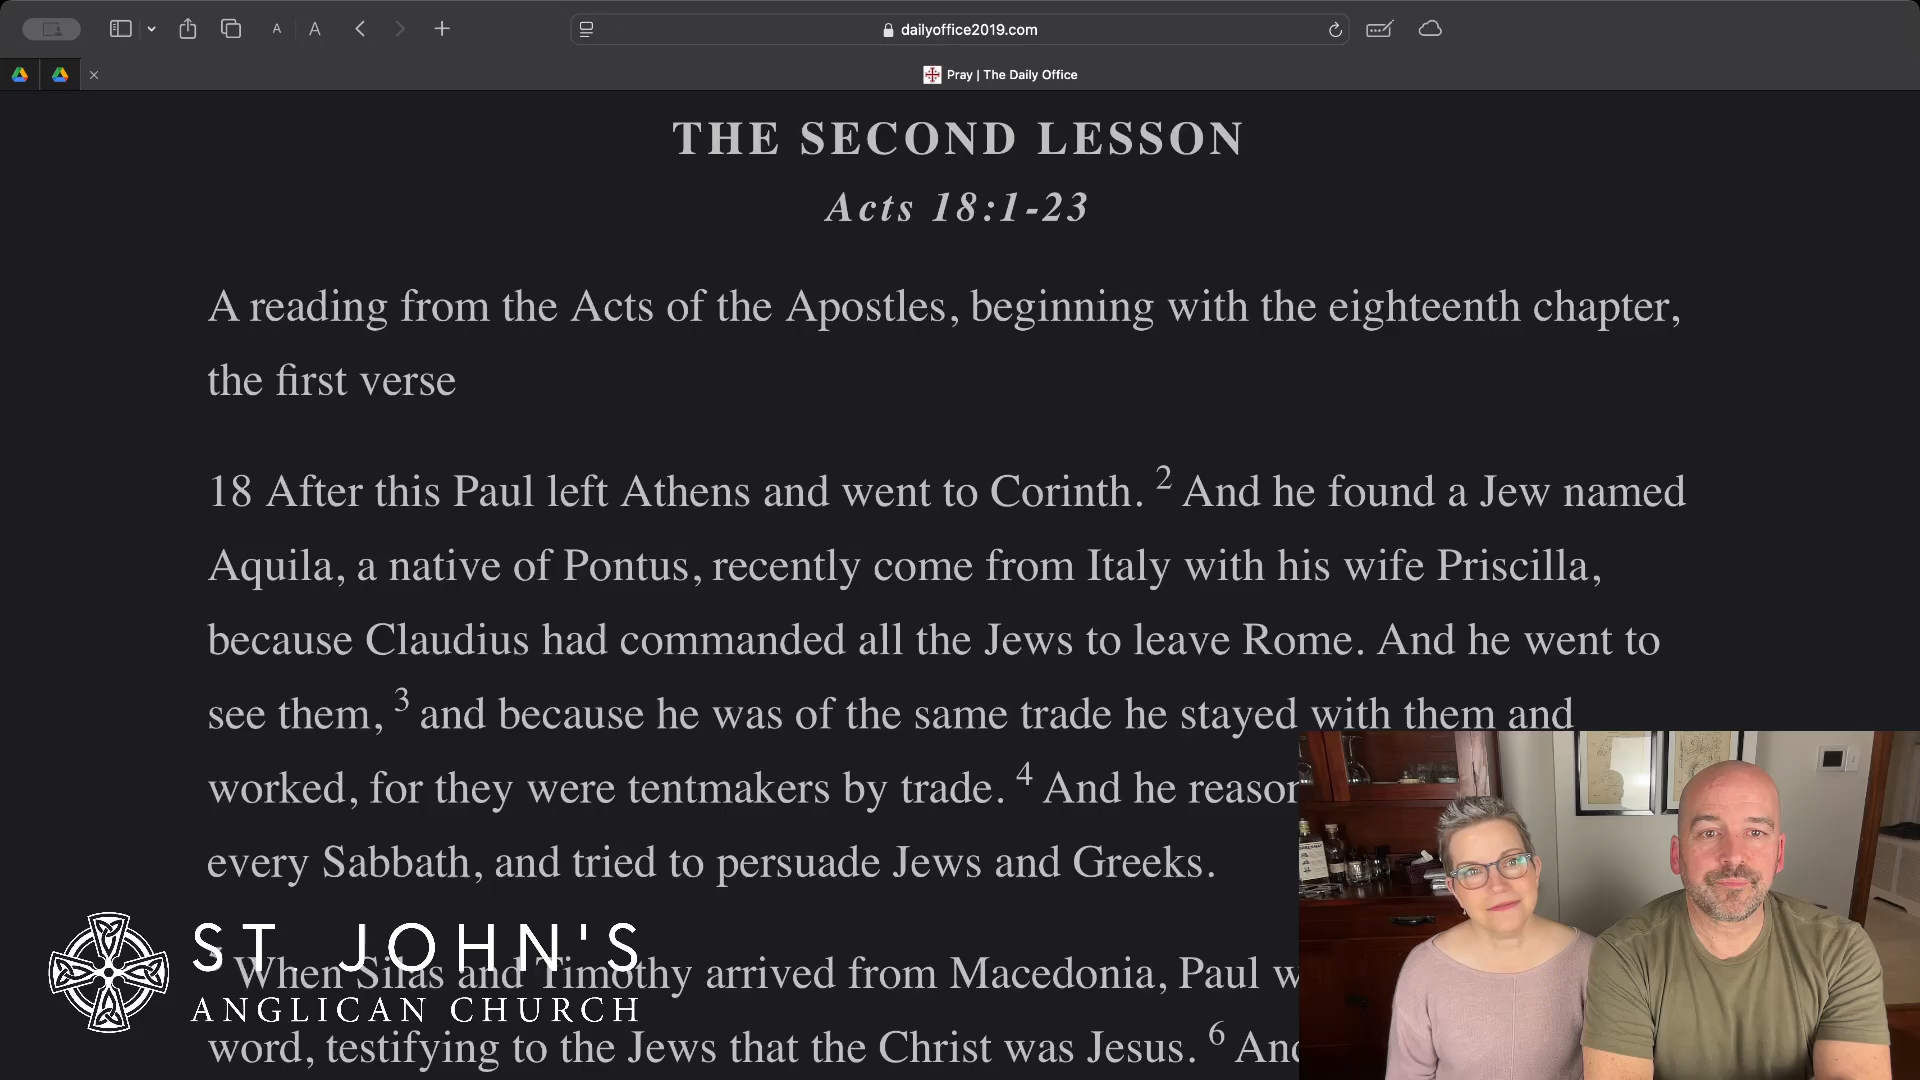 A A
dailyoffice2019.com
Pray | The Daily Office
THE SECOND LESSON
Acts 18:1-23
A reading from the Acts of the Apostles, beginning with the eighteenth chapter,
the first verse
18 After this Paul left Athens and went to Corinth. 2 And he found a Jew named
Aquila, a native of Pontus, recently come from Italy with his wife Priscilla,
because Claudius had commanded all the Jews to leave Rome. And he went to
see them, 3 and because he was of the same trade he stayed with them and
worked, for they were tentmakers by trade. 4 And he reason
every Sabbath, and tried to persuade Jews and Greeks.
ST. JOHN'S
When Silas and Timothy arrived from Macedonia, Paul w
ANGLICAN CHURCH
word, testifying to the Jews that the Christ was Jesus. 6 And